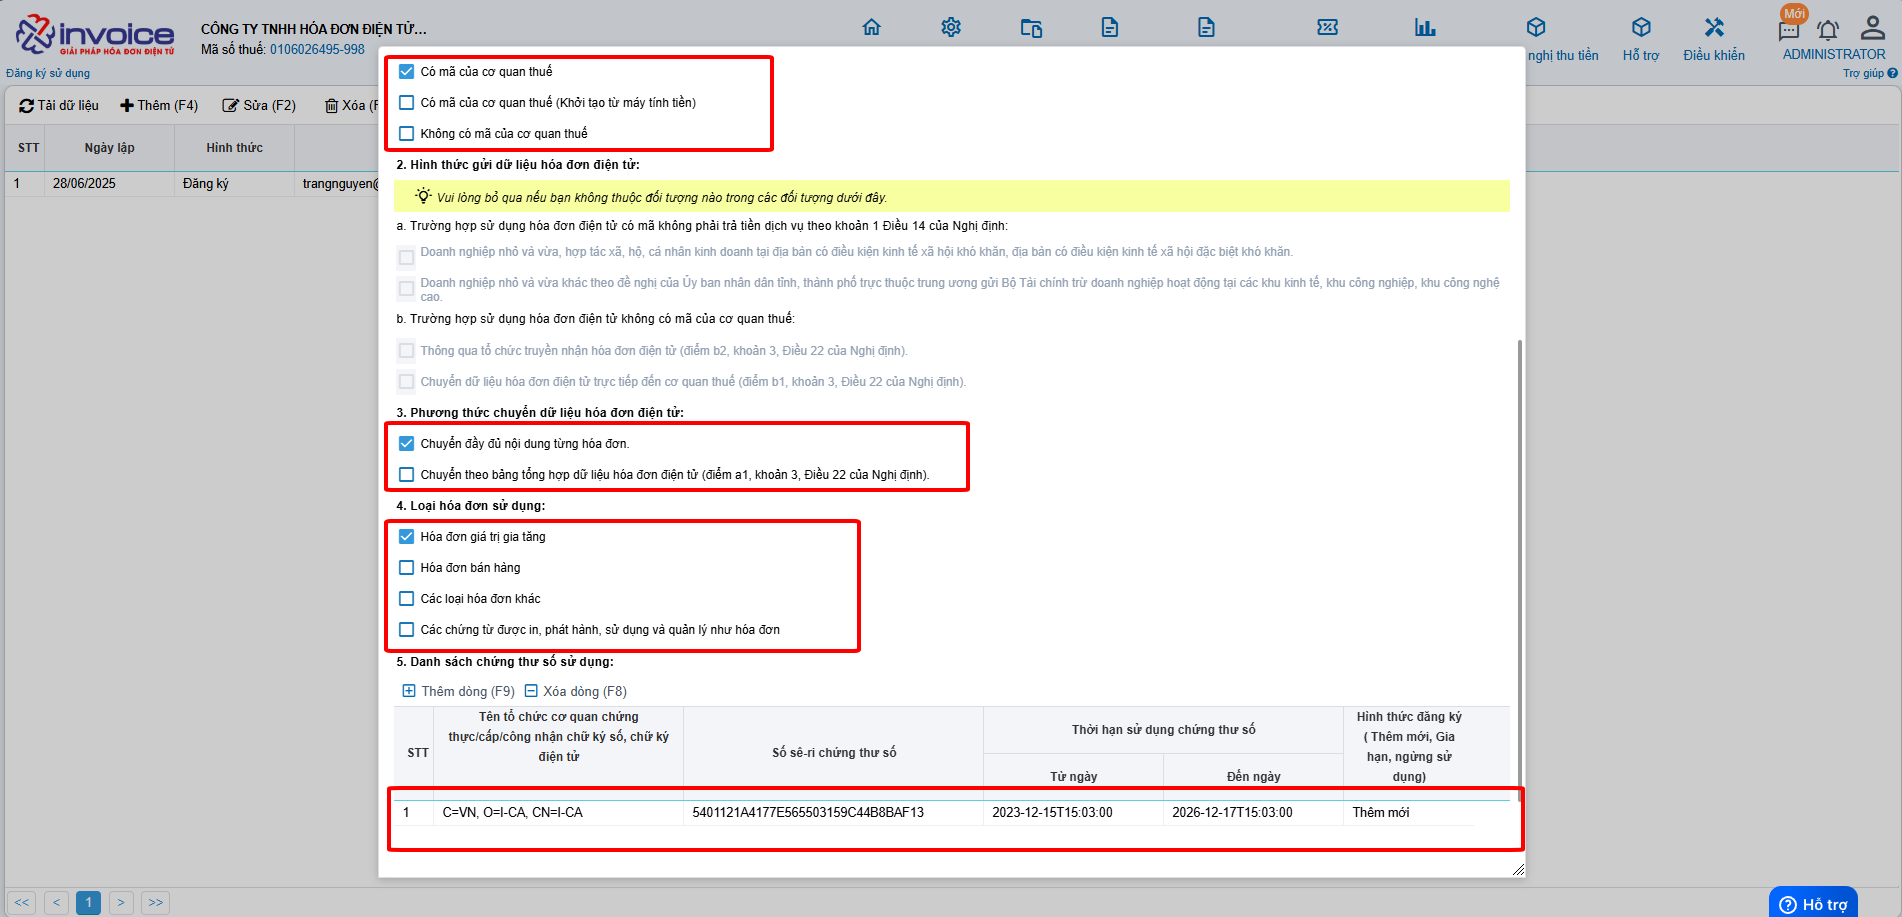 invoice
GIẢI PHÁP HÓA ĐƠN ĐIỆN TỬ
CÔNG TY TNHH HÓA ĐƠN ĐIỆN TỬ...
Mã số thuế: 0106026495-998
Đăng ký sử dụng
nghị thu tiền
Hỗ trợ
Điều khiển
Mới
ADMINISTRATOR
Trợ giúp
Tải dữ liệu
Thêm (F4)
Sửa (F2)
Xóa (F
STT
Ngày lập
Hình thức
1
28/06/2025
Đăng ký
trangnguyen@
Có mã của cơ quan thuế
Có mã của cơ quan thuế (Khởi tạo từ máy tính tiền)
Không có mã của cơ quan thuế
2. Hình thức gửi dữ liệu hóa đơn điện tử:
Vui lòng bỏ qua nếu bạn không thuộc đối tượng nào trong các đối tượng dưới đây.
a. Trường hợp sử dụng hóa đơn điện tử có mã không phải trả tiền dịch vụ theo khoản 1 Điều 14 của Nghị định:
Doanh nghiệp nhỏ và vừa, hợp tác xã, hộ, cá nhân kinh doanh tại địa bàn có điều kiện kinh tế xã hội khó khăn, địa bàn có điều kiện kinh tế xã hội đặc biệt khó khăn.
Doanh nghiệp nhỏ và vừa khác theo đề nghị của Ủy ban nhân dân tỉnh, thành phố trực thuộc trung ương gửi Bộ Tài chính trừ doanh nghiệp hoạt động tại các khu kinh tế, khu công nghiệp, khu công nghệ
cao.
b. Trường hợp sử dụng hóa đơn điện tử không có mã của cơ quan thuế:
Thông qua tổ chức truyền nhận hóa đơn điện tử (điểm b2, khoản 3, Điều 22 của Nghị định).
Chuyển dữ liệu hóa đơn điện tử trực tiếp đến cơ quan thuế (điểm b1, khoản 3, Điều 22 của Nghị định).
3. Phương thức chuyển dữ liệu hóa đơn điện tử:
Chuyển đầy đủ nội dung từng hóa đơn.
Chuyển theo bảng tổng hợp dữ liệu hóa đơn điện tử (điểm a1, khoản 3, Điều 22 của Nghị định).
4. Loại hóa đơn sử dụng:
Hóa đơn giá trị gia tăng
Hóa đơn bán hàng
Các loại hóa đơn khác
Các chứng từ được in, phát hành, sử dụng và quản lý như hóa đơn
5. Danh sách chứng thư số sử dụng:
Thêm dòng (F9)
Xóa dòng (F8)
STT
Tên tổ chức cơ quan chứng
thực/cấp/công nhận chữ ký số, chữ ký
điện tử
Số sê-ri chứng thư số
Thời hạn sử dụng chứng thư số
Từ ngày
Đến ngày
Hình thức đăng ký
( Thêm mới, Gia
hạn, ngừng sử
dụng)
1
C=VN, O=I-CA, CN=I-CA
5401121A4177E565503159C44B8BAF13
2023-12-15T15:03:00
2026-12-17T15:03:00
Thêm mới
<<
<
1
>
>>
Hỗ trợ